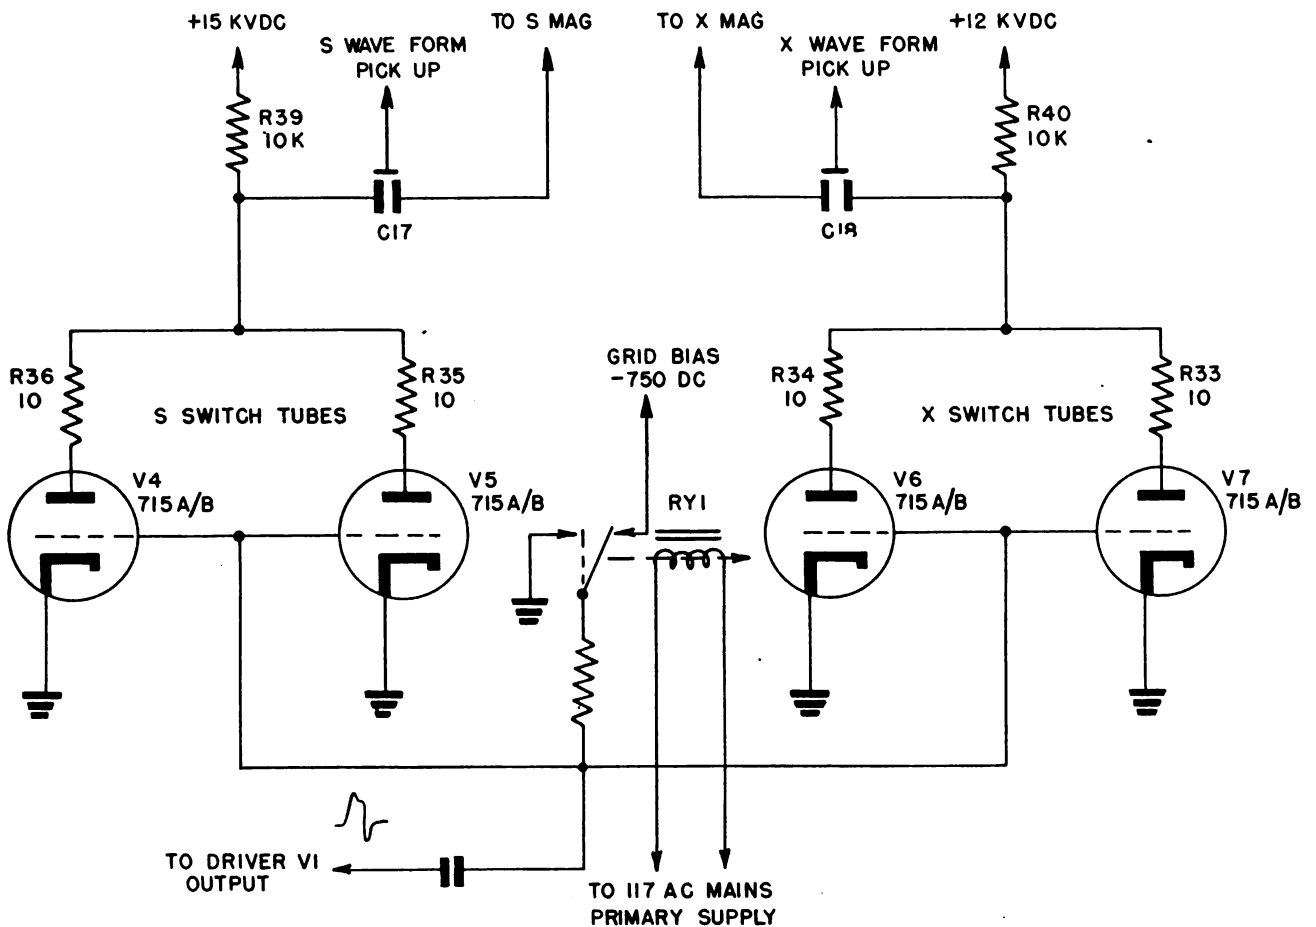 +15 KVDC
S WAVE FORM
PICK UP
TO S MAG
TO X MAG
X WAVE FORM
PICK UP
+12 KVDC
R39
10K
R40
10K
C17
C18
R36
10
R35
10
S SWITCH TUBES
GRID BIAS
-750 DC
R34
10
R33
10
X SWITCH TUBES
V4
715A/B
V5
715A/B
RY1
V6
715A/B
V7
715A/B
TO DRIVER V1
OUTPUT
TO 117 AC MAINS
PRIMARY SUPPLY